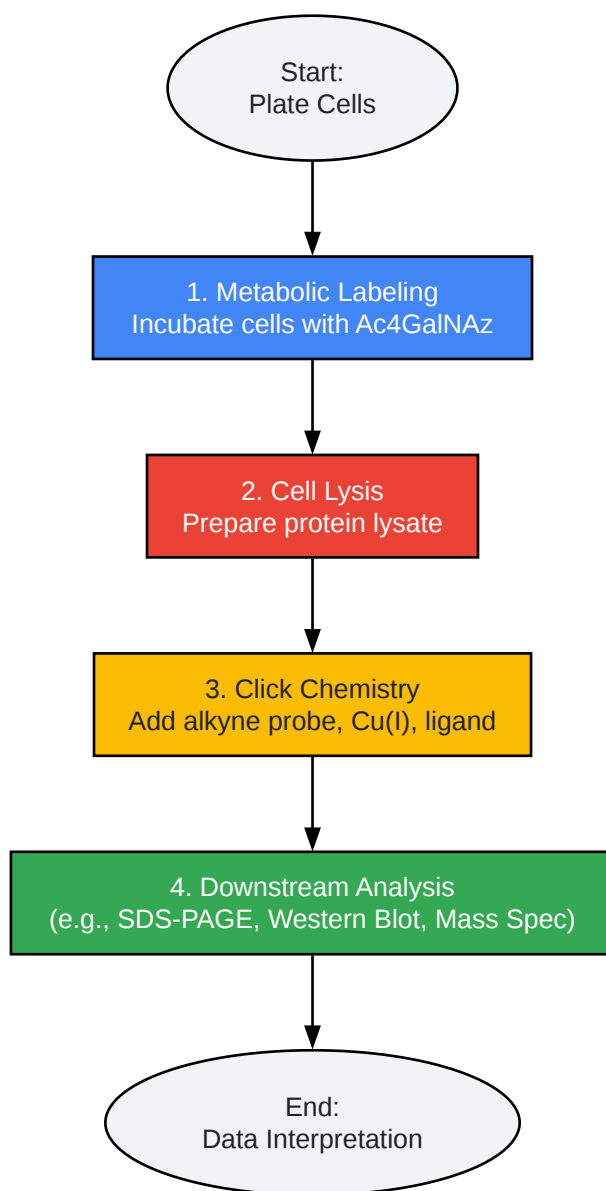 Start:
Plate Cells
1. Metabolic Labeling
Incubate cells with Ac4GalNAz
2. Cell Lysis
Prepare protein lysate
3. Click Chemistry
Add alkyne probe, Cu(I), ligand
4. Downstream Analysis
(e.g., SDS-PAGE, Western Blot, Mass Spec)
End:
Data Interpretation